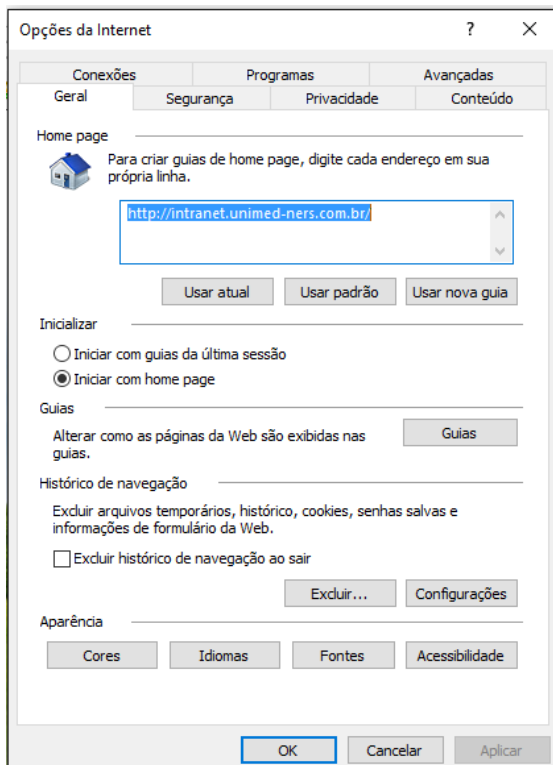 Opções da Internet
?
Conexões
Programas
Avançadas
Geral
Segurança
Privacidade
Conteúdo
Home page
Para criar guias de home page, digite cada endereço em sua
própria linha.
http://intranet.unimed-ners.com.br/
Usar atual
Usar padrão
Usar nova guia
Inicializar
Iniciar com guias da última sessão
Iniciar com home page
Guias
Alterar como as páginas da Web são exibidas nas
guias.
Guias
Histórico de navegação
Excluir arquivos temporários, histórico, cookies, senhas salvas e
informações de formulário da Web.
Excluir histórico de navegação ao sair
Excluir...
Configurações
Aparência
Cores
Idiomas
Fontes
Acessibilidade
OK
Cancelar
Aplicar